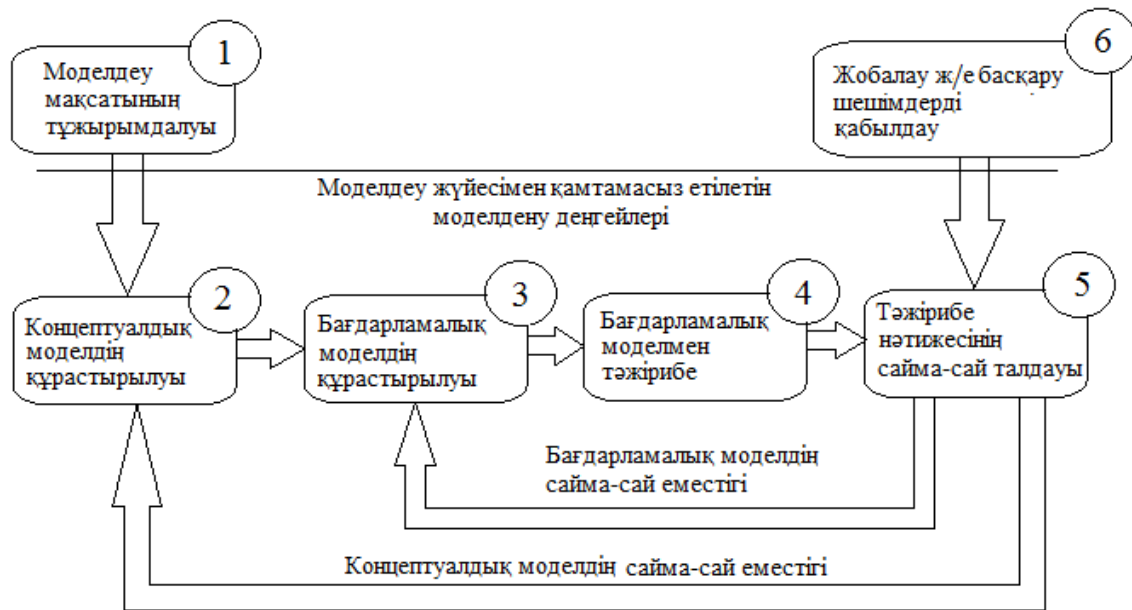 1
Моделдеу
мақсатының
тұжырымдалуы
6
Жобалау ж/е басқару
шешімдерді
қабылдау
Моделдеу жүйесімен қамтамасыз етілетін
моделдену деңгейлері
2
Концептуалдық
моделдің
құрастырылуы
3
Бағдарламалық
моделдің
құрастырылуы
4
Бағдарламалық
моделмен
тәжірибе
5
Тәжірибе
нәтижесінің
сайма-сай талдауы
Бағдарламалық моделдің
сайма-сай еместігі
Концептуалдық моделдің сайма-сай еместігі